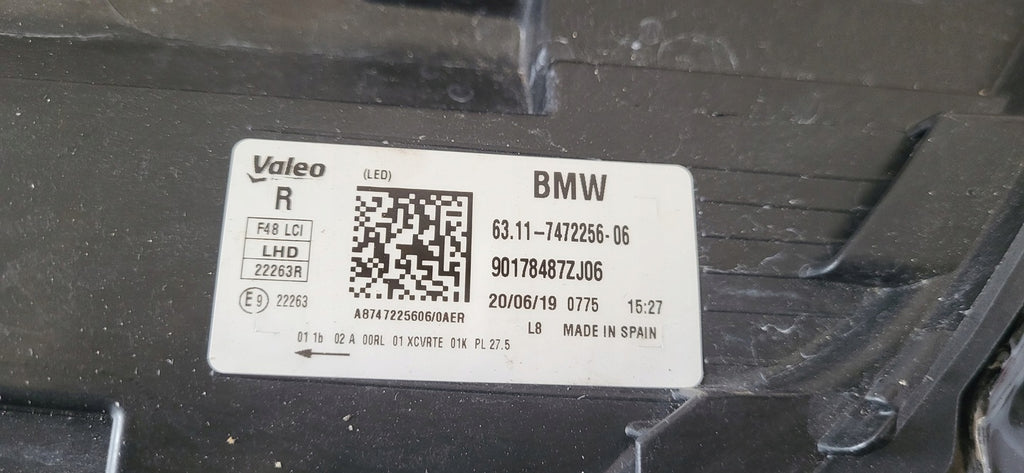 Valeo
R
F48 LCI
LHD
22263R
E9 22263
(LED)
A8747225606/0AER
BMW
63.11-7472256-06
90178487ZJ06
20/06/19 0775 15:27
L8 MADE IN SPAIN
01 1b 02 A 00RL 01 XCVRTE 01K PL 27.5